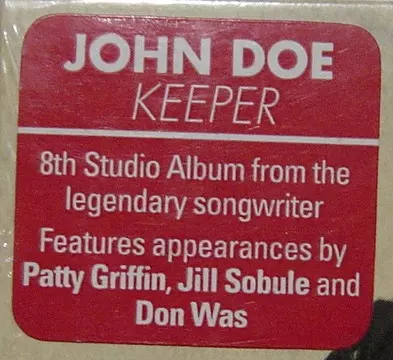 JOHN DOE
KEEPER
8th Studio Album from the
legendary songwriter
Features appearances by
Patty Griffin, Jill Sobule and
Don Was